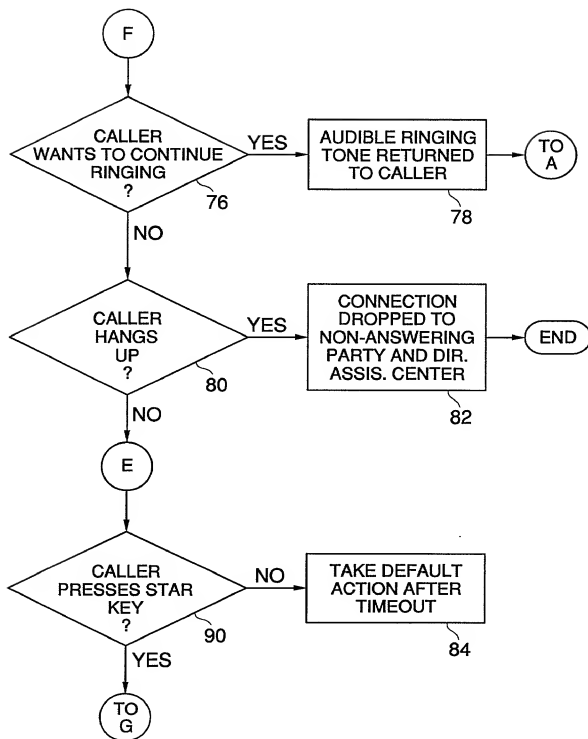 F
CALLER
WANTS TO CONTINUE
RINGING
?
76
YES
AUDIBLE RINGING
TONE RETURNED
TO CALLER
78
TO
A
NO
CALLER
HANGS
UP
?
80
YES
CONNECTION
DROPPED TO
NON-ANSWERING
PARTY AND DIR.
ASSIS. CENTER
82
END
NO
E
CALLER
PRESSES STAR
KEY
?
90
NO
TAKE DEFAULT
ACTION AFTER
TIMEOUT
84
YES
TO
G